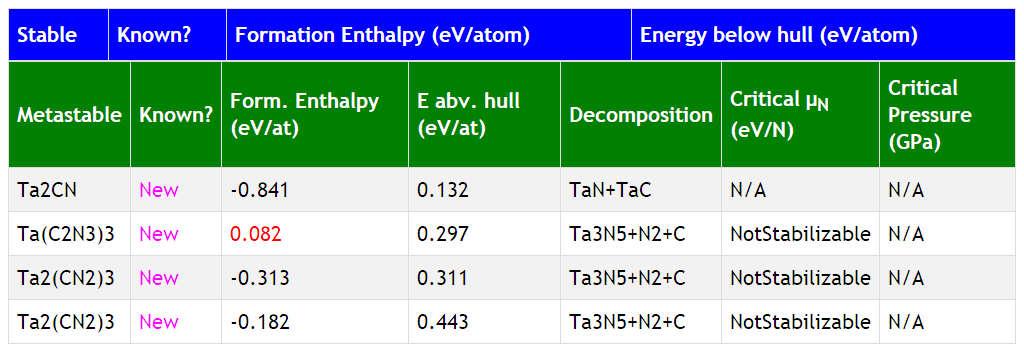 Stable Known? Formation Enthalpy (eV/atom) Energy below hull (eV/atom)
Metastable Known? Form. Enthalpy (eV/at) E abv. hull (eV/at) Decomposition Critical μN (eV/N) Critical Pressure (GPa)
Ta2CN New -0.841 0.132 TaN+TaC N/A N/A
Ta(C2N3)3 New 0.082 0.297 Ta3N5+N2+C NotStabilizable N/A
Ta2(CN2)3 New -0.313 0.311 Ta3N5+N2+C NotStabilizable N/A
Ta2(CN2)3 New -0.182 0.443 Ta3N5+N2+C NotStabilizable N/A